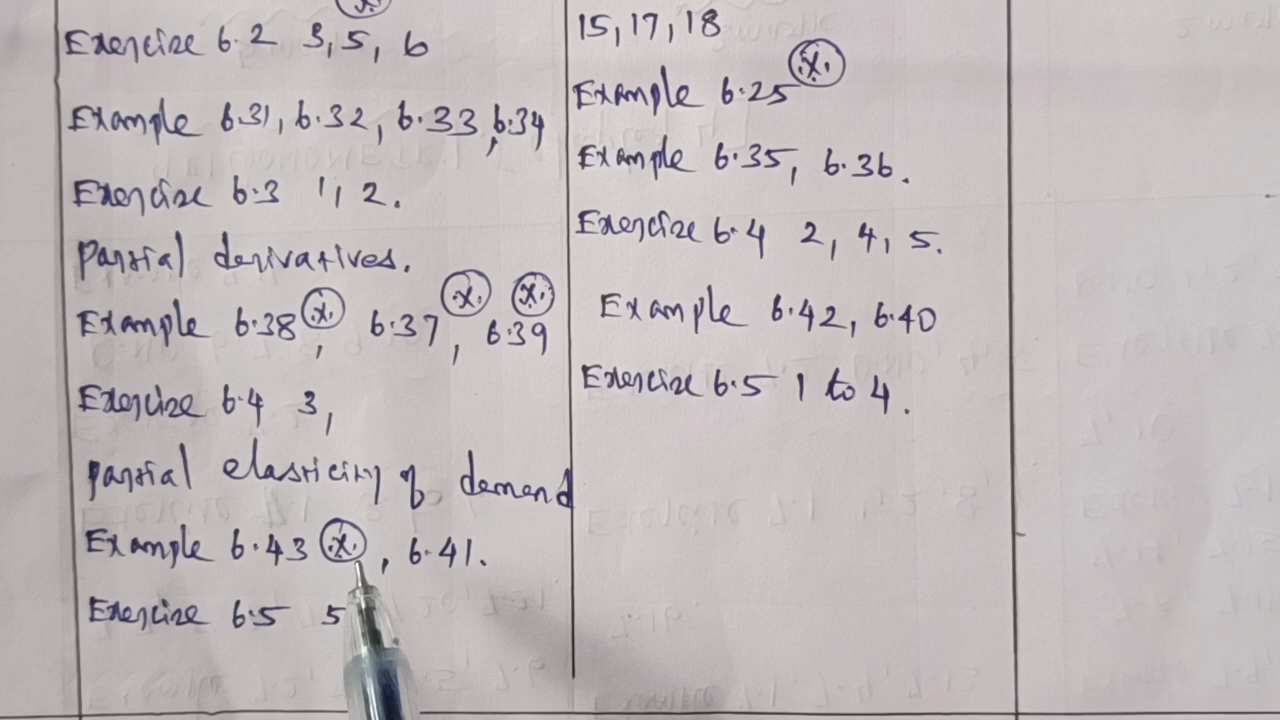 Exercise 6.2 3, 5, 6
Example 6.31, 6.32, 6.33, 6.34
Exercise 6.3 1, 2.
Partial derivatives.
Example 6.38 (x), 6.37 (x), 6.39 (x)
Exercise 6.4 3,
Partial elasticity of demand
Example 6.43 (x), 6.41.
Exercise 6.5 5
15, 17, 18
Example 6.25 (x)
Example 6.35, 6.36.
Exercise 6.4 2, 4, 5.
Example 6.42, 6.40
Exercise 6.5 1 to 4.